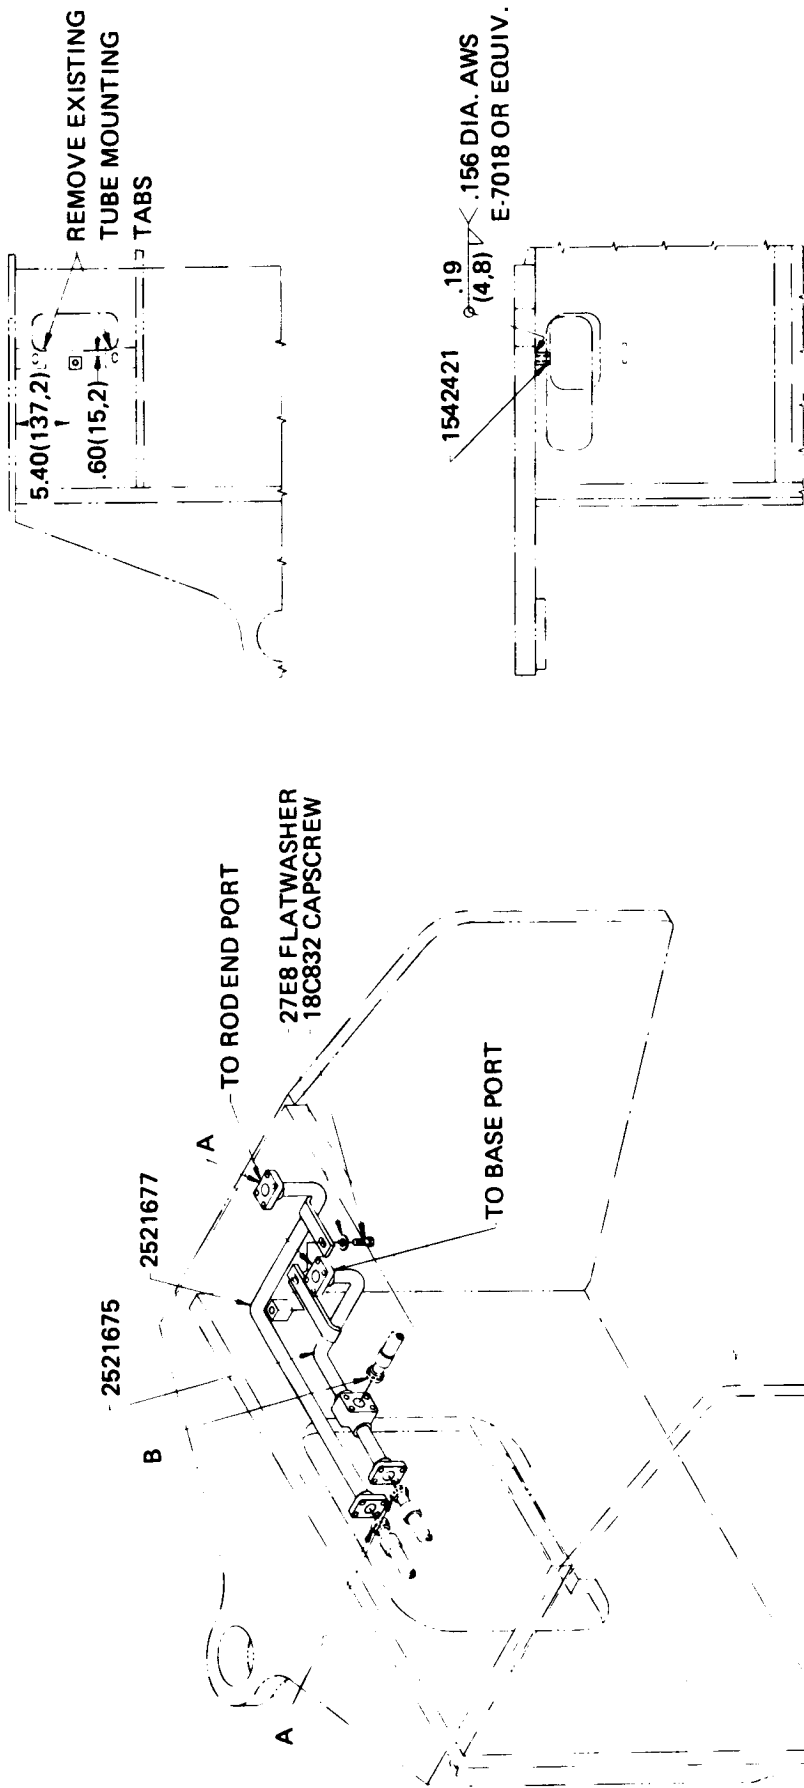 A
B
2521675
2521677
A
TO ROD END PORT
27E8 FLATWASHER
18C832 CAPSCREW
TO BASE PORT
5.40(137,2)
.60(15,2)
REMOVE EXISTING
TUBE MOUNTING
TABS
1542421
.19
(4,8)
.156 DIA. AWS
E-7018 OR EQUIV.